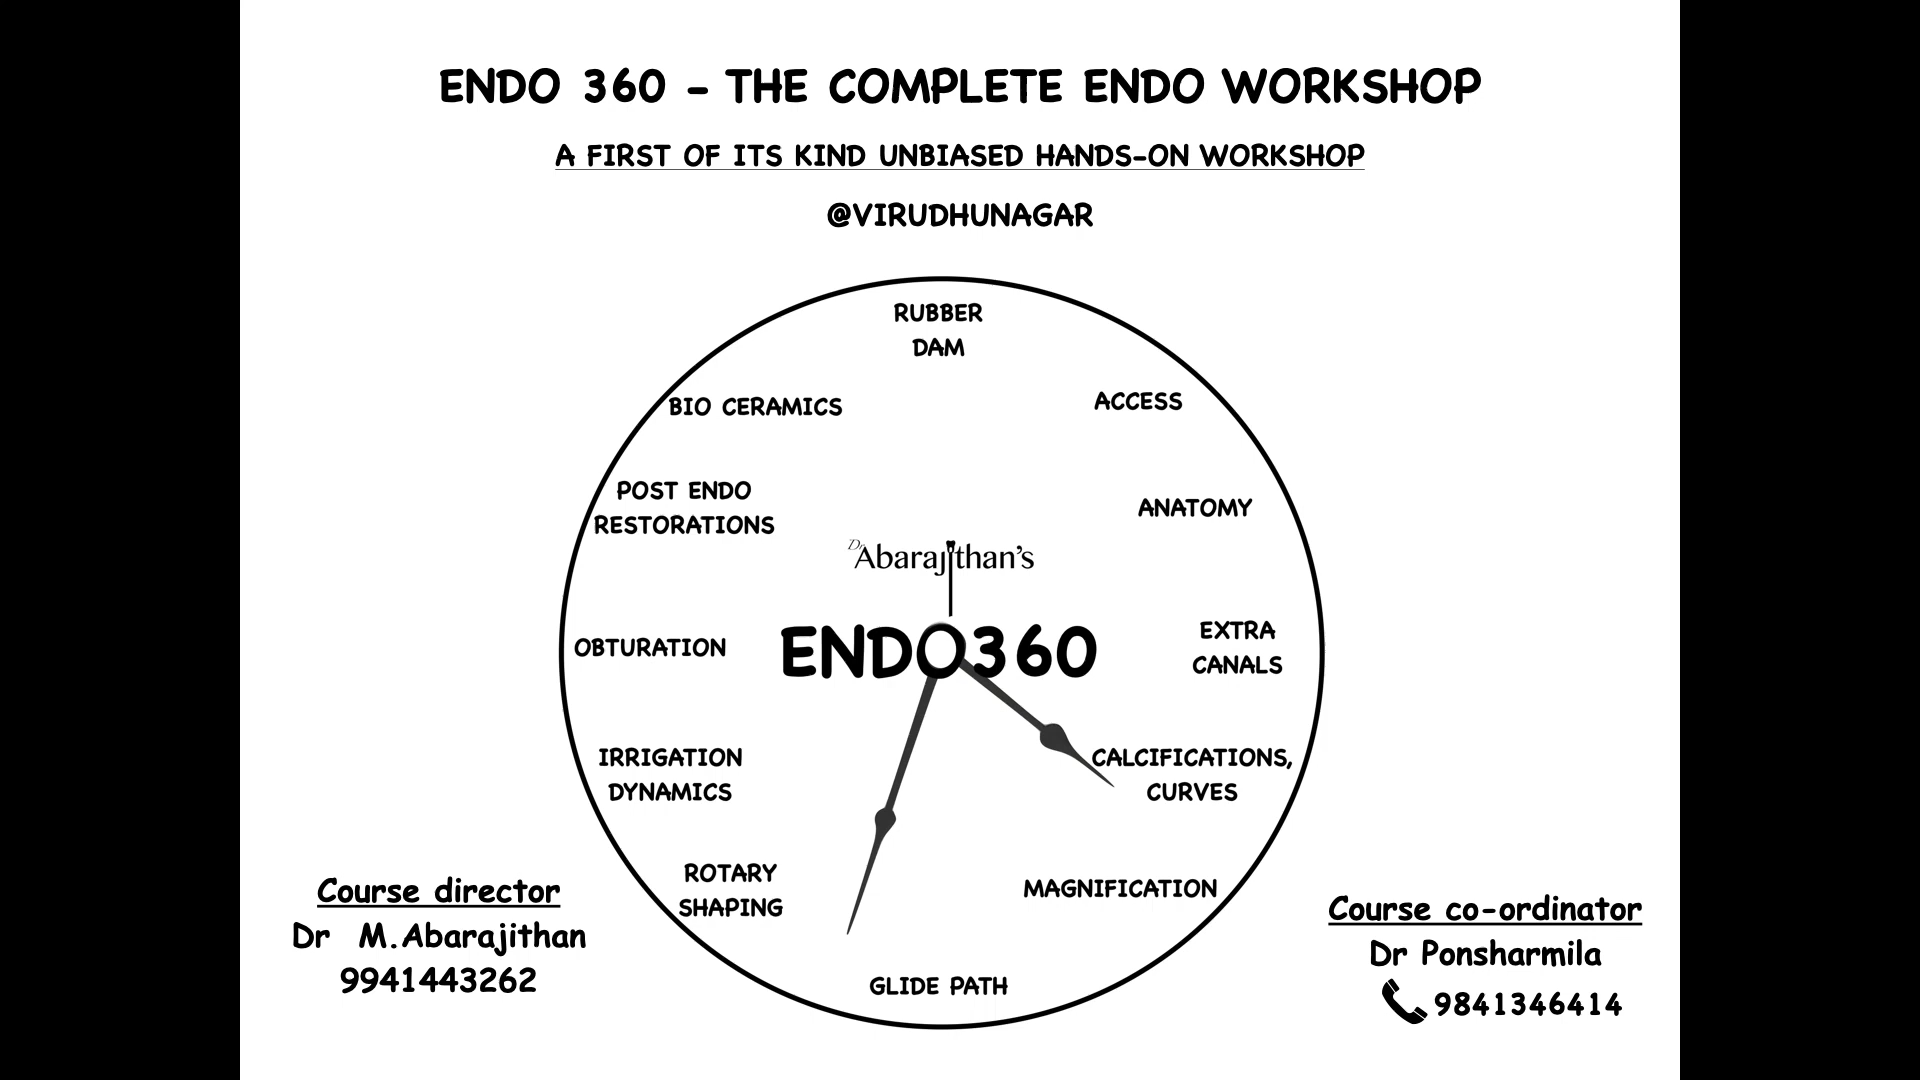 ENDO 360 - THE COMPLETE ENDO WORKSHOP
A FIRST OF ITS KIND UNBIASED HANDS-ON WORKSHOP
@VIRUDHUNAGAR
RUBBER
DAM
ACCESS
ANATOMY
EXTRA
CANALS
CALCIFICATIONS,
CURVES
MAGNIFICATION
GLIDE PATH
ROTARY
SHAPING
IRRIGATION
DYNAMICS
OBTURATION
POST ENDO
RESTORATIONS
BIO CERAMICS
Dr Abarajithan's
ENDO360
Course director
Dr M.Abarajithan
9941443262
Course co-ordinator
Dr Ponsharmila
9841346414